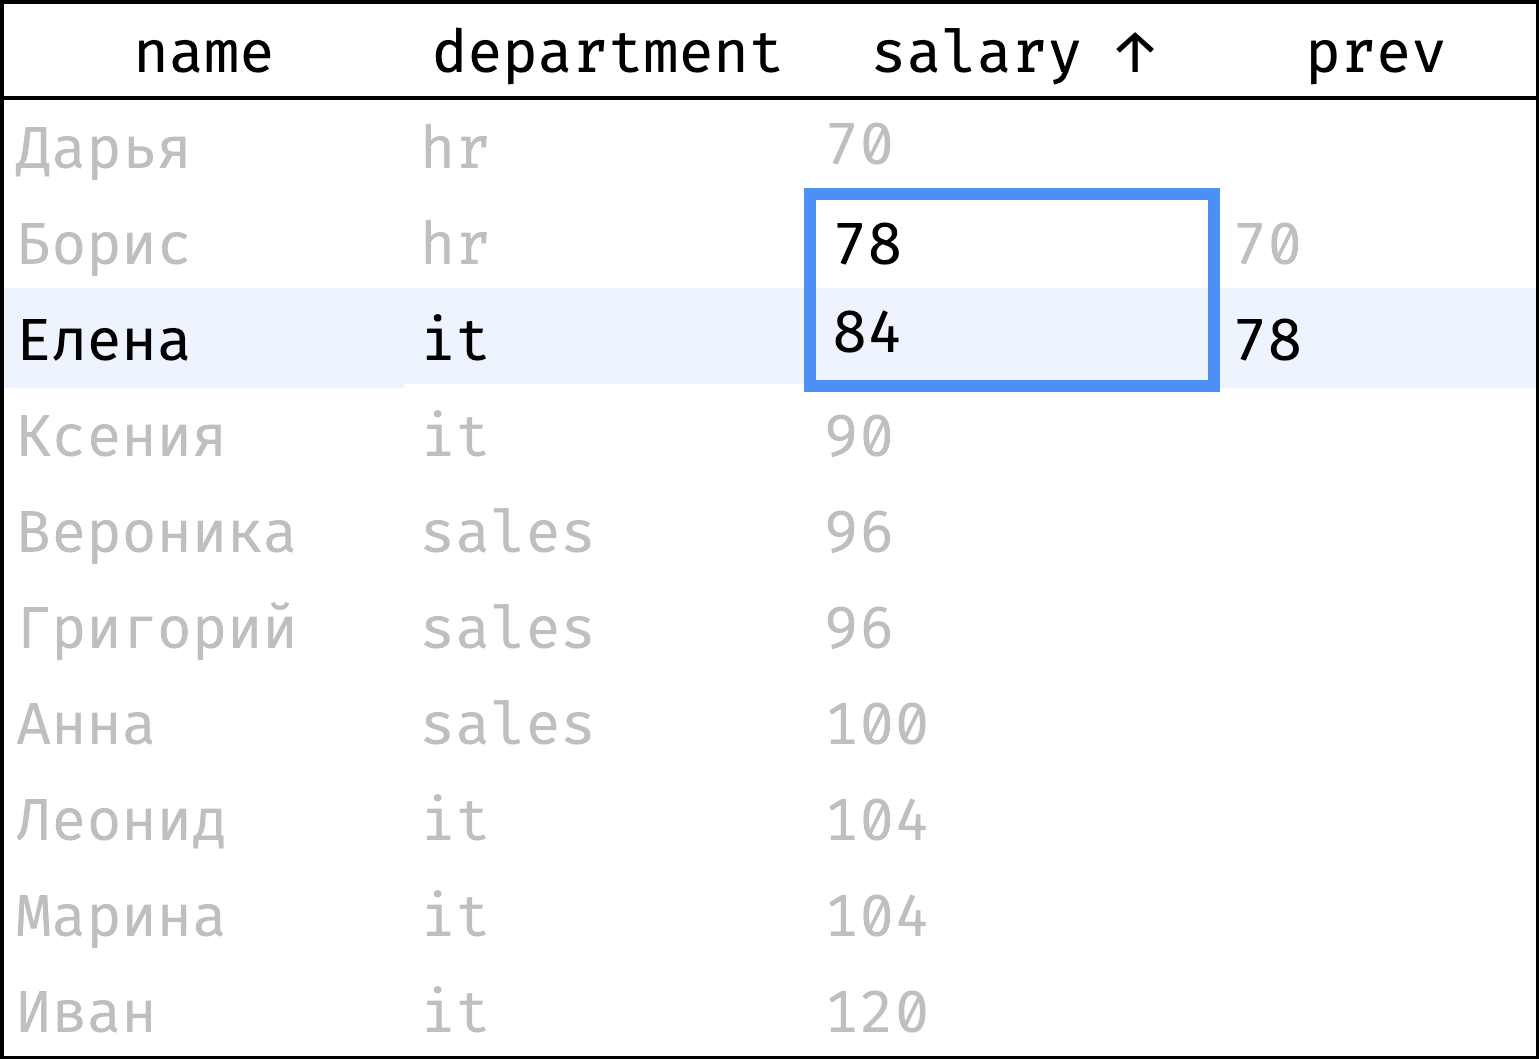 name department salary ↑ prev
Дарья hr 70
Борис hr 78 70
Елена it 84 78
Ксения it 90
Вероника sales 96
Григорий sales 96
Анна sales 100
Леонид it 104
Марина it 104
Иван it 120